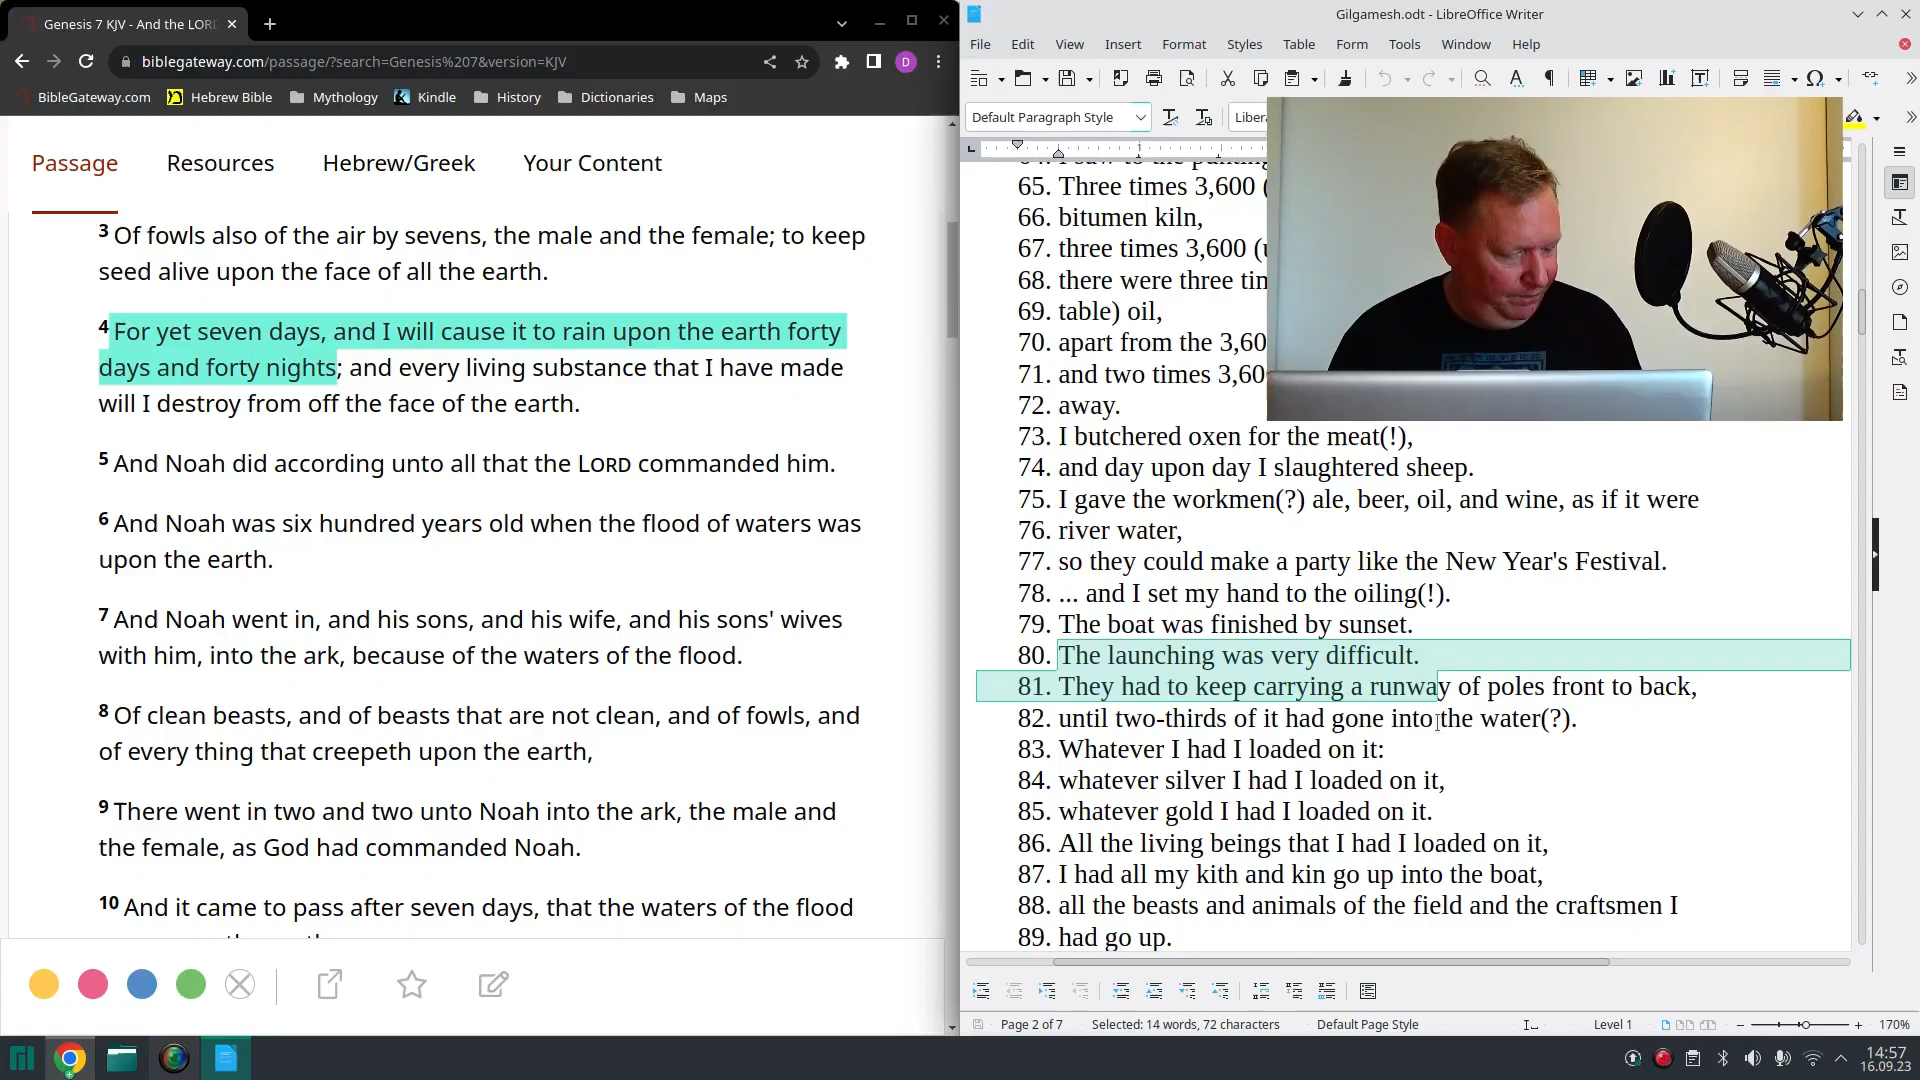 Genesis 7 KJV - And the LOR
biblegateway.com/passage/?search=Genesis%207&version=KJV
D
BibleGateway.com
Hebrew Bible
Mythology
Kindle
History
Dictionaries
Maps
Passage
Resources
Hebrew/Greek
Your Content
3 Of fowls also of the air by sevens, the male and the female; to keep
seed alive upon the face of all the earth.
4 For yet seven days, and I will cause it to rain upon the earth forty
days and forty nights; and every living substance that I have made
will I destroy from off the face of the earth.
5 And Noah did according unto all that the LORD commanded him.
6 And Noah was six hundred years old when the flood of waters was
upon the earth.
7 And Noah went in, and his sons, and his wife, and his sons' wives
with him, into the ark, because of the waters of the flood.
8 Of clean beasts, and of beasts that are not clean, and of fowls, and
of every thing that creepeth upon the earth,
9 There went in two and two unto Noah into the ark, the male and
the female, as God had commanded Noah.
10 And it came to pass after seven days, that the waters of the flood
Gilgamesh.odt - LibreOffice Writer
File Edit View Insert Format Styles Table Form Tools Window Help
Default Paragraph Style
Libera
65. Three times 3,600 (
66. bitumen kiln,
67. three times 3,600 (
68. there were three tim
69. table) oil,
70. apart from the 3,60
71. and two times 3,60
72. away.
73. I butchered oxen for the meat(!),
74. and day upon day I slaughtered sheep.
75. I gave the workmen(?) ale, beer, oil, and wine, as if it were
76. river water,
77. so they could make a party like the New Year's Festival.
78. ... and I set my hand to the oiling(!).
79. The boat was finished by sunset.
80. The launching was very difficult.
81. They had to keep carrying a runway of poles front to back,
82. until two-thirds of it had gone into the water(?).
83. Whatever I had I loaded on it:
84. whatever silver I had I loaded on it,
85. whatever gold I had I loaded on it.
86. All the living beings that I had I loaded on it,
87. I had all my kith and kin go up into the boat,
88. all the beasts and animals of the field and the craftsmen I
89. had go up.
Page 2 of 7
Selected: 14 words, 72 characters
Default Page Style
Level 1
170%
14:57
16.09.23